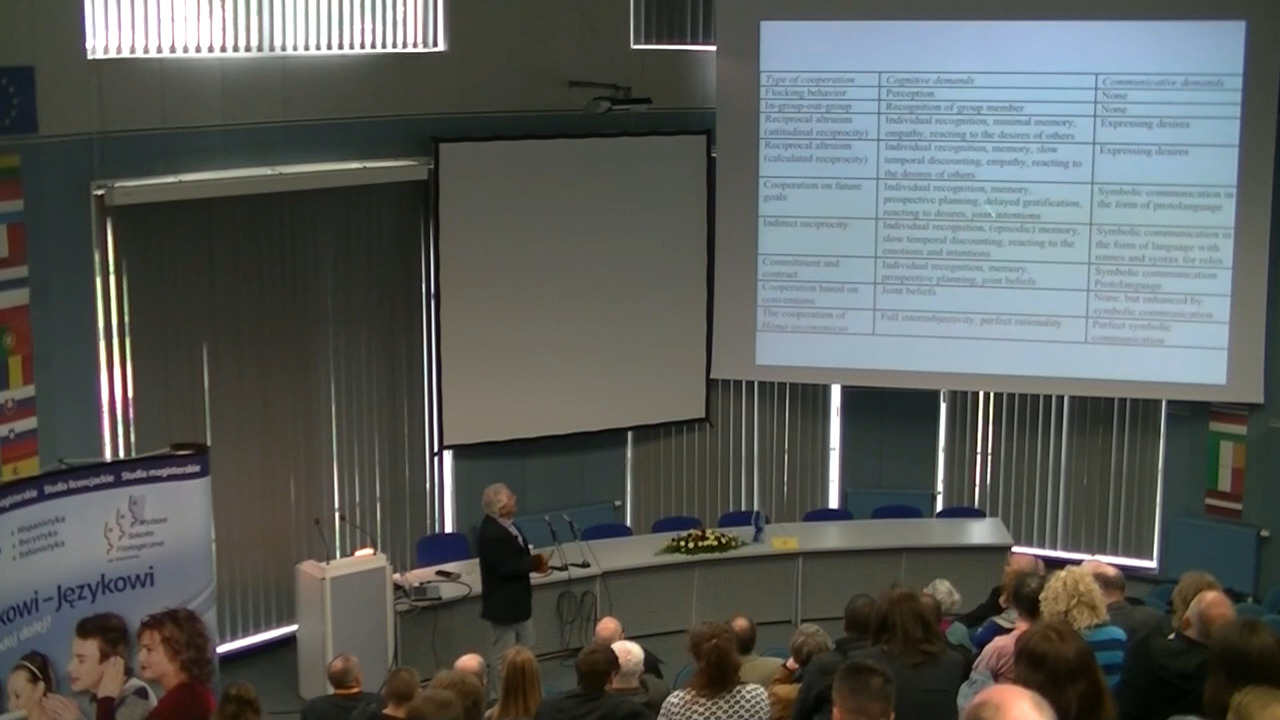 Type of cooperation Cognitive demands Communicative demands
Flocking behavior Perception None
In-group-out-group Recognition of group member None
Reciprocal altruism Individual recognition, minimal memory, Expressing desires
(attitudinal reciprocity) empathy, reacting to the desires of others
Reciprocal altruism Individual recognition, memory, slow Expressing desires
(calculated reciprocity) temporal discounting, empathy, reacting to
the desires of others
Cooperation on future Individual recognition, memory, Symbolic communication in
goals prospective planning, delayed gratification, the form of protolanguage
reacting to desires, joint intentions
Indirect reciprocity Individual recognition, (episodic) memory, Symbolic communication in
slow temporal discounting, reacting to the the form of language with
emotions and intentions names and syntax for roles
Commitment and Individual recognition, memory, Symbolic communication
contract prospective planning, joint beliefs Protolanguage
Cooperation based on Joint beliefs None, but enhanced by
conventions symbolic communication
The cooperation of Full intersubjectivity, perfect rationality Perfect symbolic
Homo oeconomicus communication
Studia licencjackie Studia magisterskie
Hispanistyka
Iberystyka
Italianistyka
Wyższa
Szkoła
Filologiczna
kowi-Językowi
dalej!